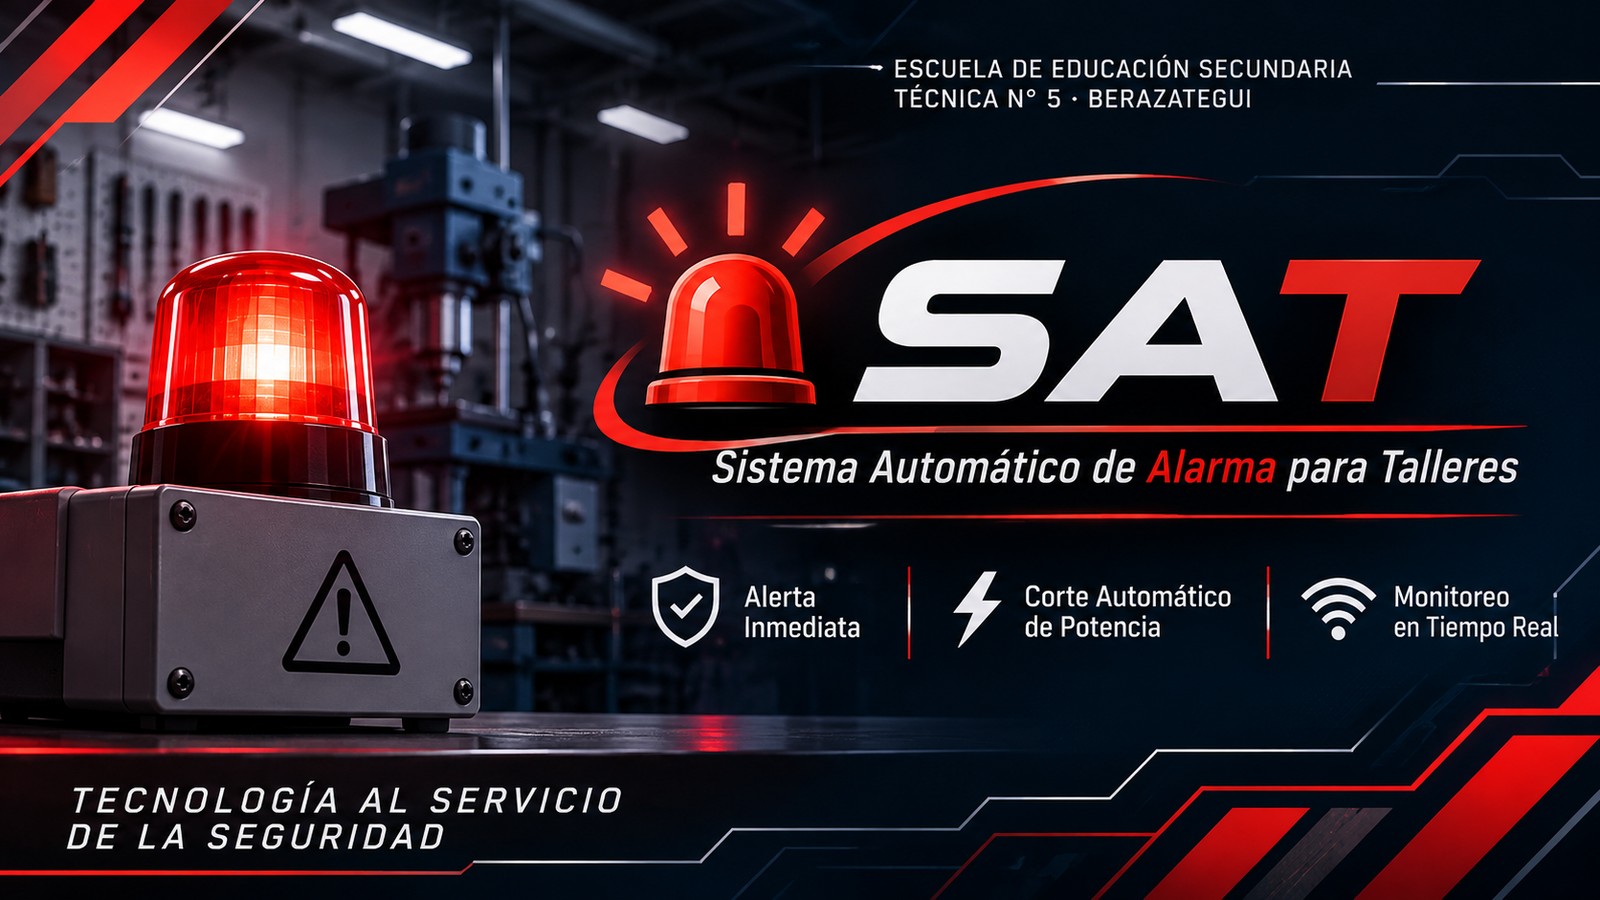 ESCUELA DE EDUCACIÓN SECUNDARIA
TÉCNICA N° 5 · BERAZATEGUI
SAT
Sistema Automático de Alarma para Talleres
Alerta
Inmediata
Corte Automático
de Potencia
Monitoreo
en Tiempo Real
TECNOLOGÍA AL SERVICIO
DE LA SEGURIDAD